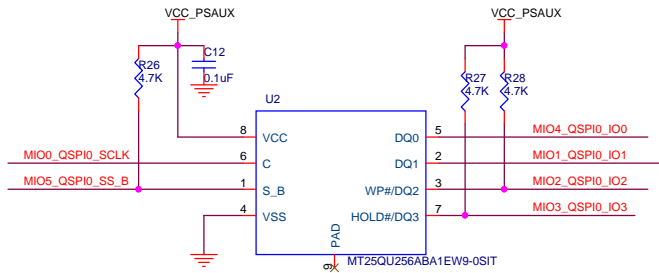 VCC_PSAUX
VCC_PSAUX
R26
4.7K
C12
0.1uF
R27
4.7K
R28
4.7K
U2
MIO0_QSPI0_SCLK
MIO5_QSPI0_SS_B
8 VCC
6 C
1 S_B
4 VSS
DQ0 5
DQ1 2
WP#/DQ2 3
HOLD#/DQ3 7
MIO4_QSPI0_IO0
MIO1_QSPI0_IO1
MIO2_QSPI0_IO2
MIO3_QSPI0_IO3
PAD
9
MT25QU256ABA1EW9-0SIT